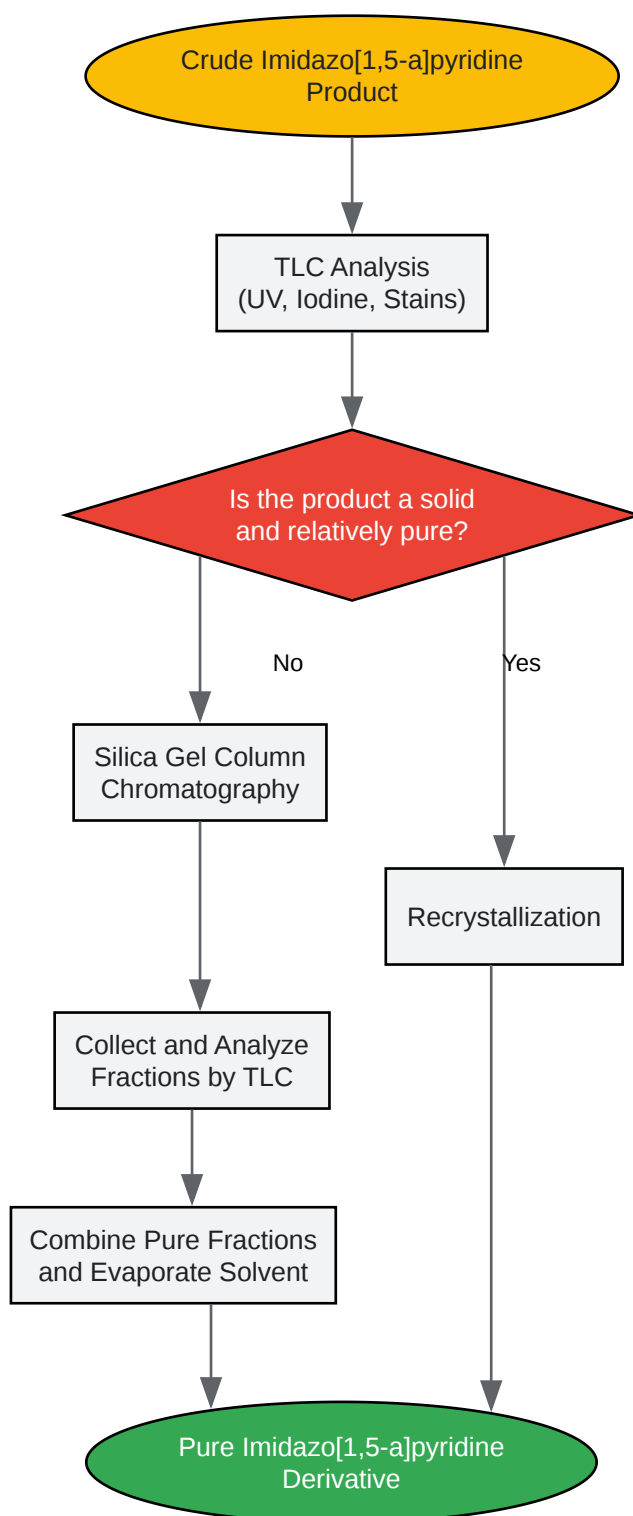 Crude Imidazo[1,5-a]pyridine
Product
TLC Analysis
(UV, Iodine, Stains)
Is the product a solid
and relatively pure?
No
Yes
Silica Gel Column
Chromatography
Recrystallization
Collect and Analyze
Fractions by TLC
Combine Pure Fractions
and Evaporate Solvent
Pure Imidazo[1,5-a]pyridine
Derivative